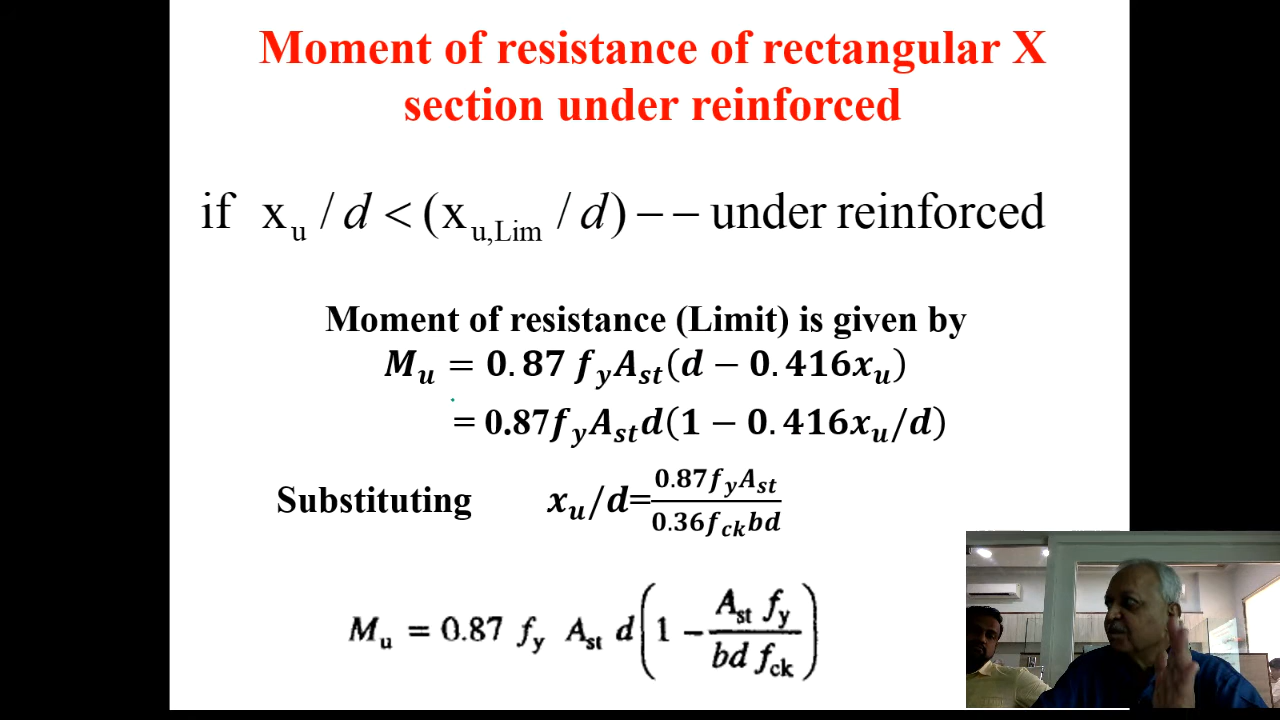 Moment of resistance of rectangular X
section under reinforced
if x_u / d < (x_u,Lim / d) – – under reinforced
Moment of resistance (Limit) is given by
M_u = 0.87 f_y A_st (d − 0.416x_u)
= 0.87f_y A_st d(1 − 0.416x_u/d)
Substituting x_u/d= 0.87f_y A_st / 0.36f_ck bd
M_u = 0.87 f_y A_st d (1 − A_st f_y / bd f_ck)